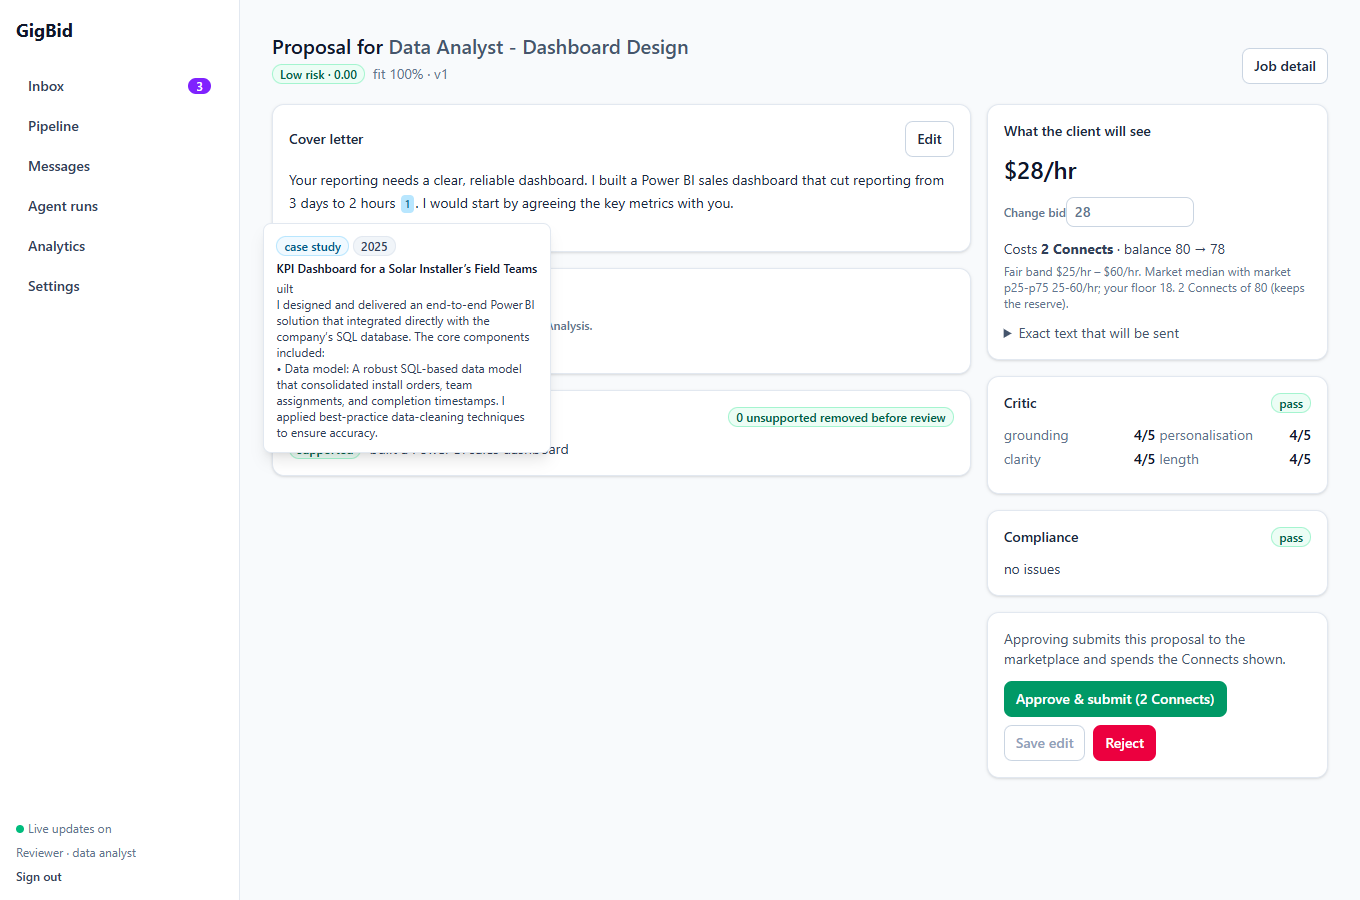 GigBid
Inbox 3
Pipeline
Messages
Agent runs
Analytics
Settings
Live updates on
Reviewer · data analyst
Sign out
Proposal for Data Analyst - Dashboard Design
Low risk · 0.00 fit 100% · v1
Job detail
Cover letter
Edit
Your reporting needs a clear, reliable dashboard. I built a Power BI sales dashboard that cut reporting from
3 days to 2 hours 1. I would start by agreeing the key metrics with you.
case study 2025
KPI Dashboard for a Solar Installer’s Field Teams
uilt
I designed and delivered an end-to-end Power BI
solution that integrated directly with the
company’s SQL database. The core components
included:
• Data model: A robust SQL-based data model
that consolidated install orders, team
assignments, and completion timestamps. I
applied best-practice data-cleaning techniques
to ensure accuracy.
Analysis.
0 unsupported removed before review
What the client will see
$28/hr
Change bid 28
Costs 2 Connects · balance 80 → 78
Fair band $25/hr – $60/hr. Market median with market
p25-p75 25-60/hr; your floor 18. 2 Connects of 80 (keeps
the reserve).
▶ Exact text that will be sent
Critic pass
grounding 4/5 personalisation 4/5
clarity 4/5 length 4/5
Compliance pass
no issues
Approving submits this proposal to the
marketplace and spends the Connects shown.
Approve & submit (2 Connects)
Save edit Reject